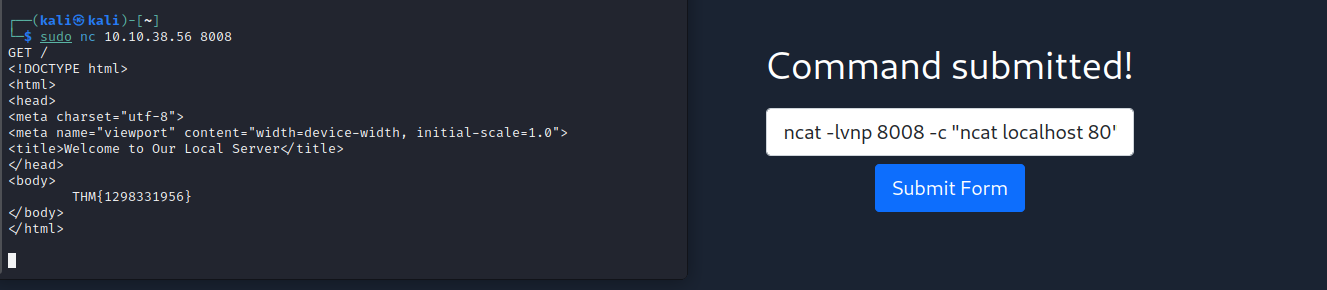 ┌──(kali㉿kali)-[~]
└─$ sudo nc 10.10.38.56 8008
GET /
<!DOCTYPE html>
<html>
<head>
<meta charset="utf-8">
<meta name="viewport" content="width=device-width, initial-scale=1.0">
<title>Welcome to Our Local Server</title>
</head>
<body>
THM{1298331956}
</body>
</html>
Command submitted!
ncat -lvnp 8008 -c "ncat localhost 80'
Submit Form